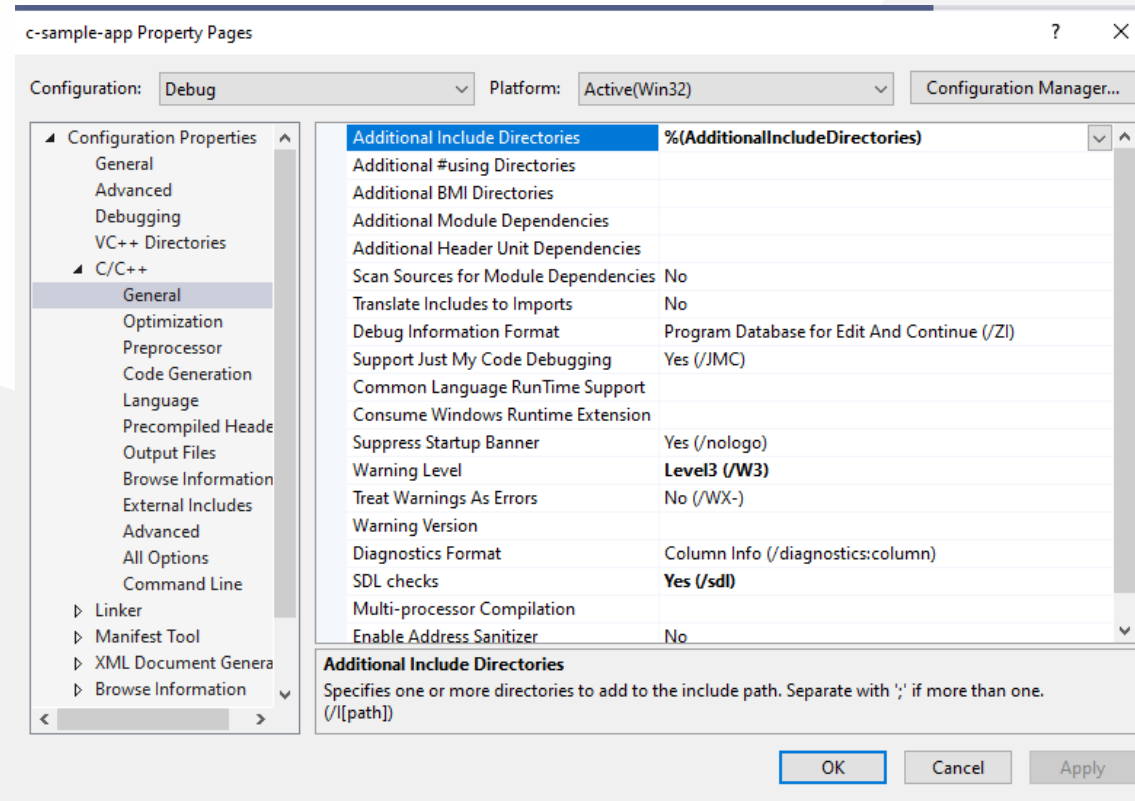 c-sample-app Property Pages
Configuration: Debug Platform: Active(Win32) Configuration Manager...
Configuration Properties
General
Advanced
Debugging
VC++ Directories
C/C++
General
Optimization
Preprocessor
Code Generation
Language
Precompiled Heade
Output Files
Browse Information
External Includes
Advanced
All Options
Command Line
Linker
Manifest Tool
XML Document Genera
Browse Information
Additional Include Directories %(AdditionalIncludeDirectories)
Additional #using Directories
Additional BMI Directories
Additional Module Dependencies
Additional Header Unit Dependencies
Scan Sources for Module Dependencies No
Translate Includes to Imports No
Debug Information Format Program Database for Edit And Continue (/ZI)
Support Just My Code Debugging Yes (/JMC)
Common Language RunTime Support
Consume Windows Runtime Extension
Suppress Startup Banner Yes (/nologo)
Warning Level Level3 (/W3)
Treat Warnings As Errors No (/WX-)
Warning Version
Diagnostics Format Column Info (/diagnostics:column)
SDL checks Yes (/sdl)
Multi-processor Compilation
Enable Address Sanitizer No
Additional Include Directories
Specifies one or more directories to add to the include path. Separate with ';' if more than one.
(/I[path])
OK Cancel Apply